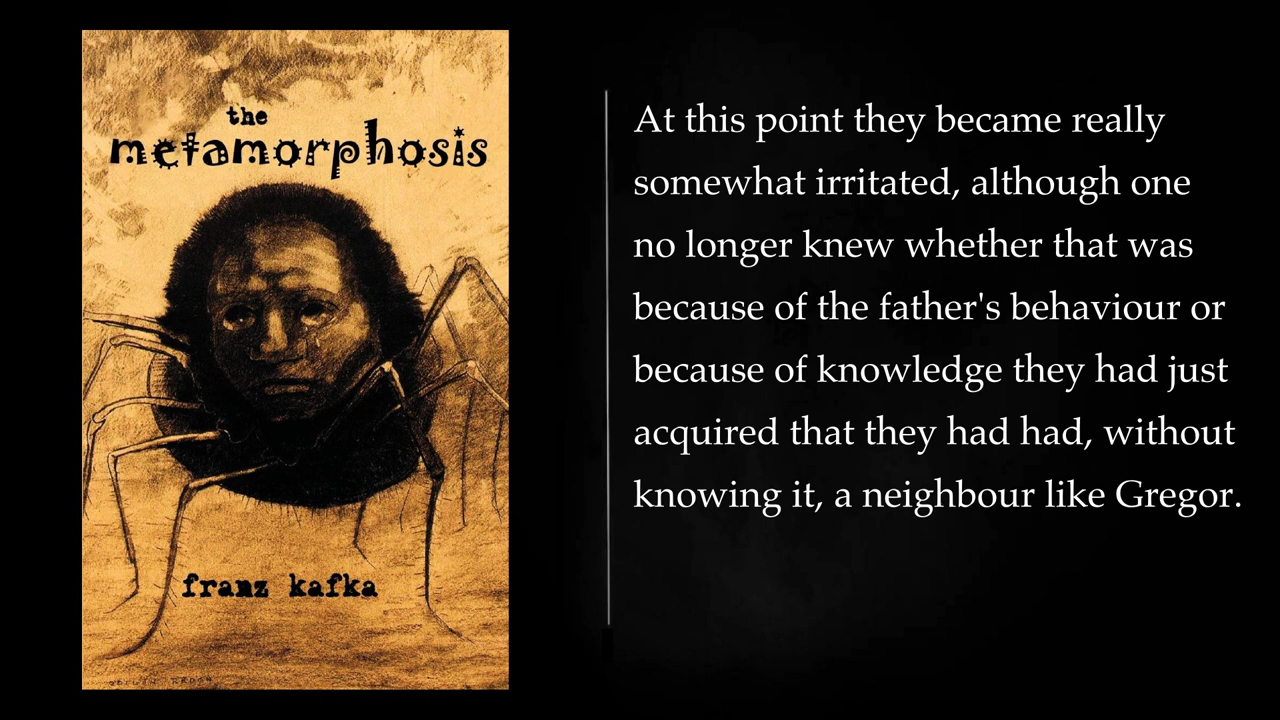 the
metamorphosis
franz kafka
ODILON REDON
At this point they became really
somewhat irritated, although one
no longer knew whether that was
because of the father's behaviour or
because of knowledge they had just
acquired that they had had, without
knowing it, a neighbour like Gregor.